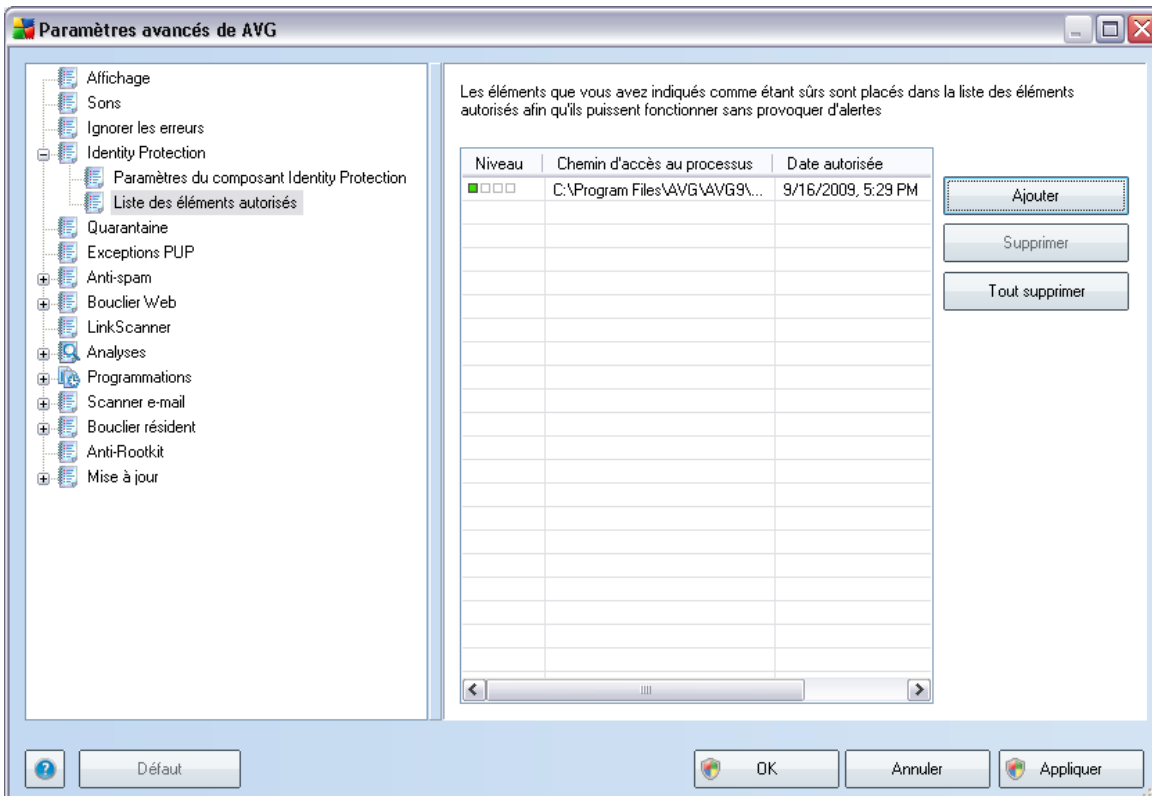 Paramètres avancés de AVG
Affichage
Sons
Ignorer les erreurs
Identity Protection
Paramètres du composant Identity Protection
Liste des éléments autorisés
Quarantaine
Exceptions PUP
Anti-spam
Bouclier Web
LinkScanner
Analyses
Programmations
Scanner e-mail
Bouclier résident
Anti-Rootkit
Mise à jour
Les éléments que vous avez indiqués comme étant sûrs sont placés dans la liste des éléments
autorisés afin qu'ils puissent fonctionner sans provoquer d'alertes
Niveau Chemin d'accès au processus Date autorisée
C:\Program Files\AVG\AVG9\... 9/16/2009, 5:29 PM
Ajouter
Supprimer
Tout supprimer
Défaut OK Annuler Appliquer